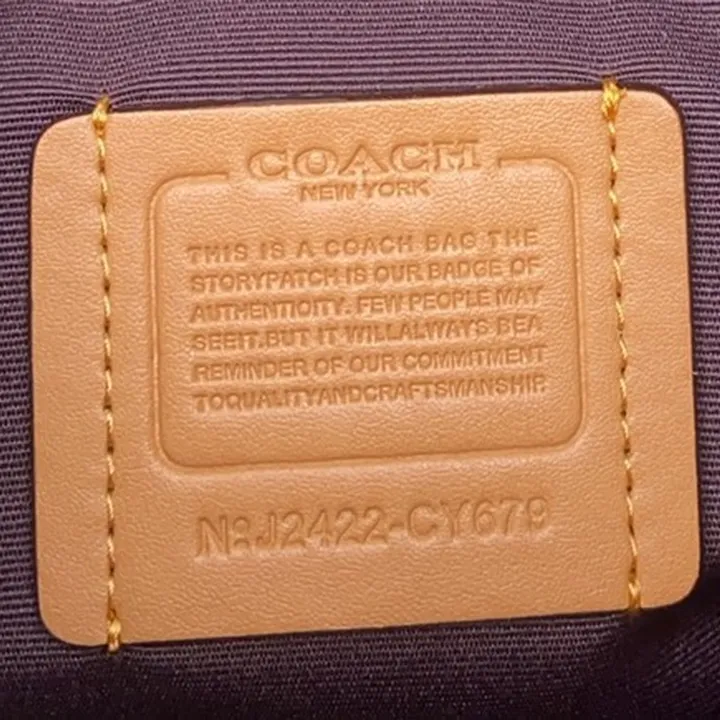 COACH
NEW YORK
THIS IS A COACH BAG THE
STORYPATCH IS OUR BADGE OF
AUTHENTIOITY. FEW PEOPLE MAY
SEEIT.BUT IT WILLALWAYS BEA
REMINDER OF OUR COMMITMENT
TOQUALITYANDCRAFTSMANSHIP.
№:J2422-CY679